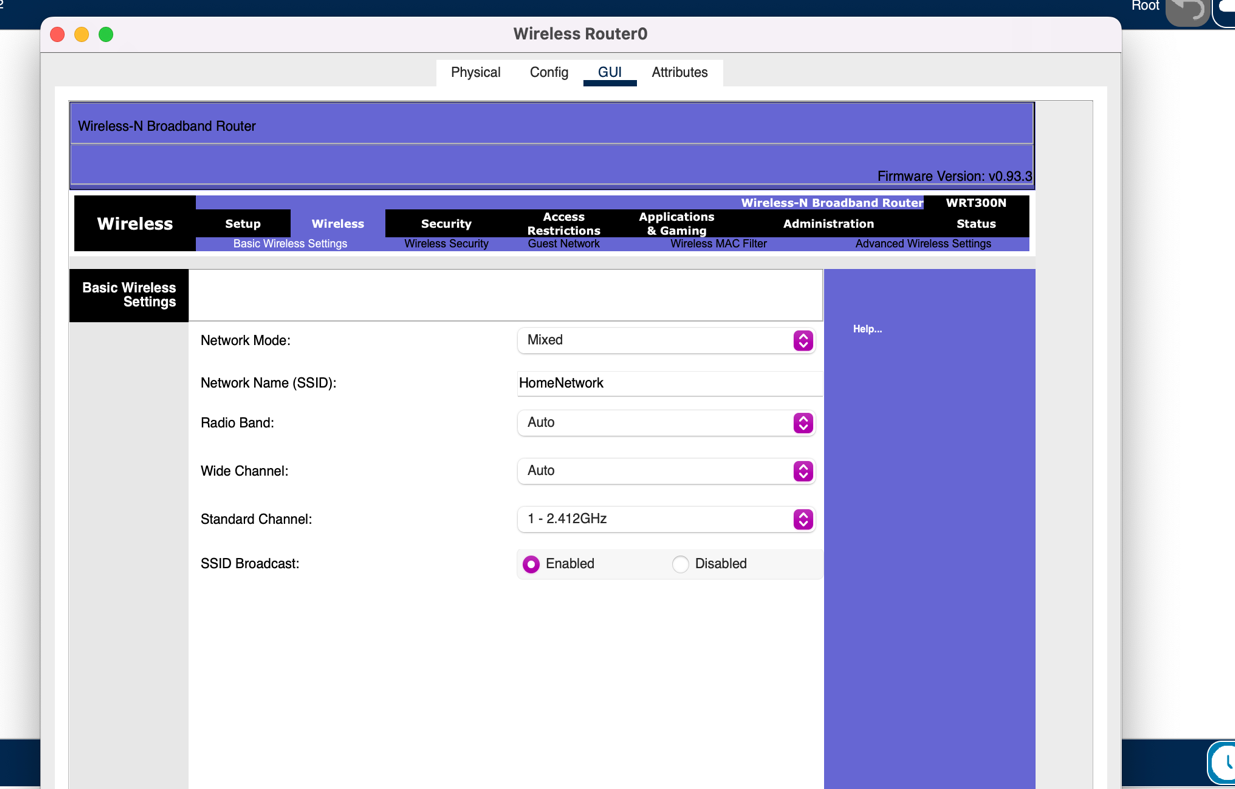 Root
Wireless Router0
Physical Config GUI Attributes
Wireless-N Broadband Router
Firmware Version: v0.93.3
Wireless-N Broadband Router WRT300N
Wireless
Setup Wireless Security Access Restrictions Applications & Gaming Administration Status
Basic Wireless Settings Wireless Security Guest Network Wireless MAC Filter Advanced Wireless Settings
Basic Wireless
Settings
Help...
Network Mode: Mixed
Network Name (SSID): HomeNetwork
Radio Band: Auto
Wide Channel: Auto
Standard Channel: 1 - 2.412GHz
SSID Broadcast: Enabled Disabled